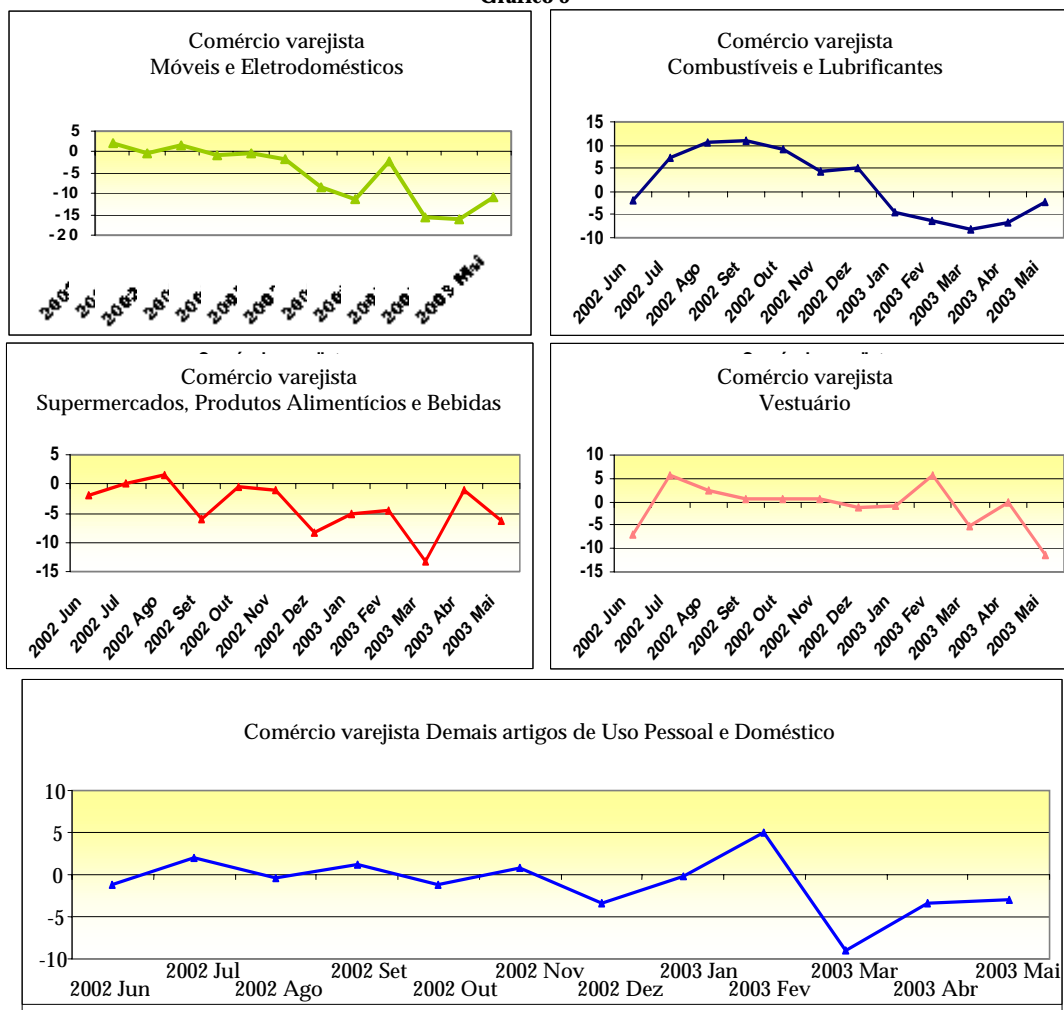 Comércio varejista
Móveis e Eletrodomésticos
5
0
-5
-10
-15
-20
2003 Mai
Comércio varejista
Combustíveis e Lubrificantes
15
10
5
0
-5
-10
2002 Jun
2002 Jul
2002 Ago
2002 Set
2002 Out
2002 Nov
2002 Dez
2003 Jan
2003 Fev
2003 Mar
2003 Abr
2003 Mai
Comércio varejista
Supermercados, Produtos Alimentícios e Bebidas
5
0
-5
-10
-15
2002 Jun
2002 Jul
2002 Ago
2002 Set
2002 Out
2002 Nov
2002 Dez
2003 Jan
2003 Fev
2003 Mar
2003 Abr
2003 Mai
Comércio varejista
Vestuário
10
5
0
-5
-10
-15
2002 Jun
2002 Jul
2002 Ago
2002 Set
2002 Out
2002 Nov
2002 Dez
2003 Jan
2003 Fev
2003 Mar
2003 Abr
2003 Mai
Comércio varejista Demais artigos de Uso Pessoal e Doméstico
10
5
0
-5
-10
2002 Jul 2002 Set 2002 Nov 2003 Jan 2003 Mar 2003 Mai
2002 Jun 2002 Ago 2002 Out 2002 Dez 2003 Fev 2003 Abr